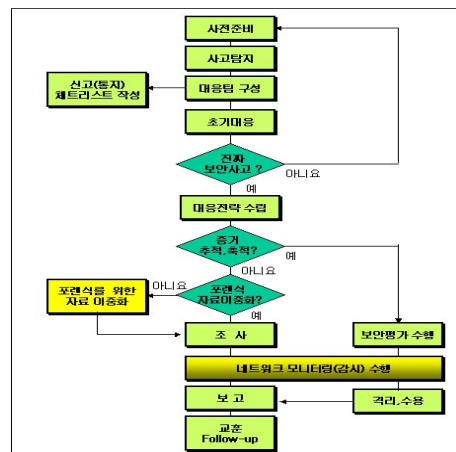 사전준비
사고탐지
신고(통지)
체트리스트 작성
대응팀 구성
초기대응
진짜
보안사고 ?
아니요
예
대응전략 수립
증거
추적,축적?
예
아니요
포렌식를 위한
자료 이중화
아니요
포렌식
자료이중화?
예
조 사
보안평가 수행
네트워크 모니터링(감시) 수행
보 고
격리,수용
교훈
Follow-up